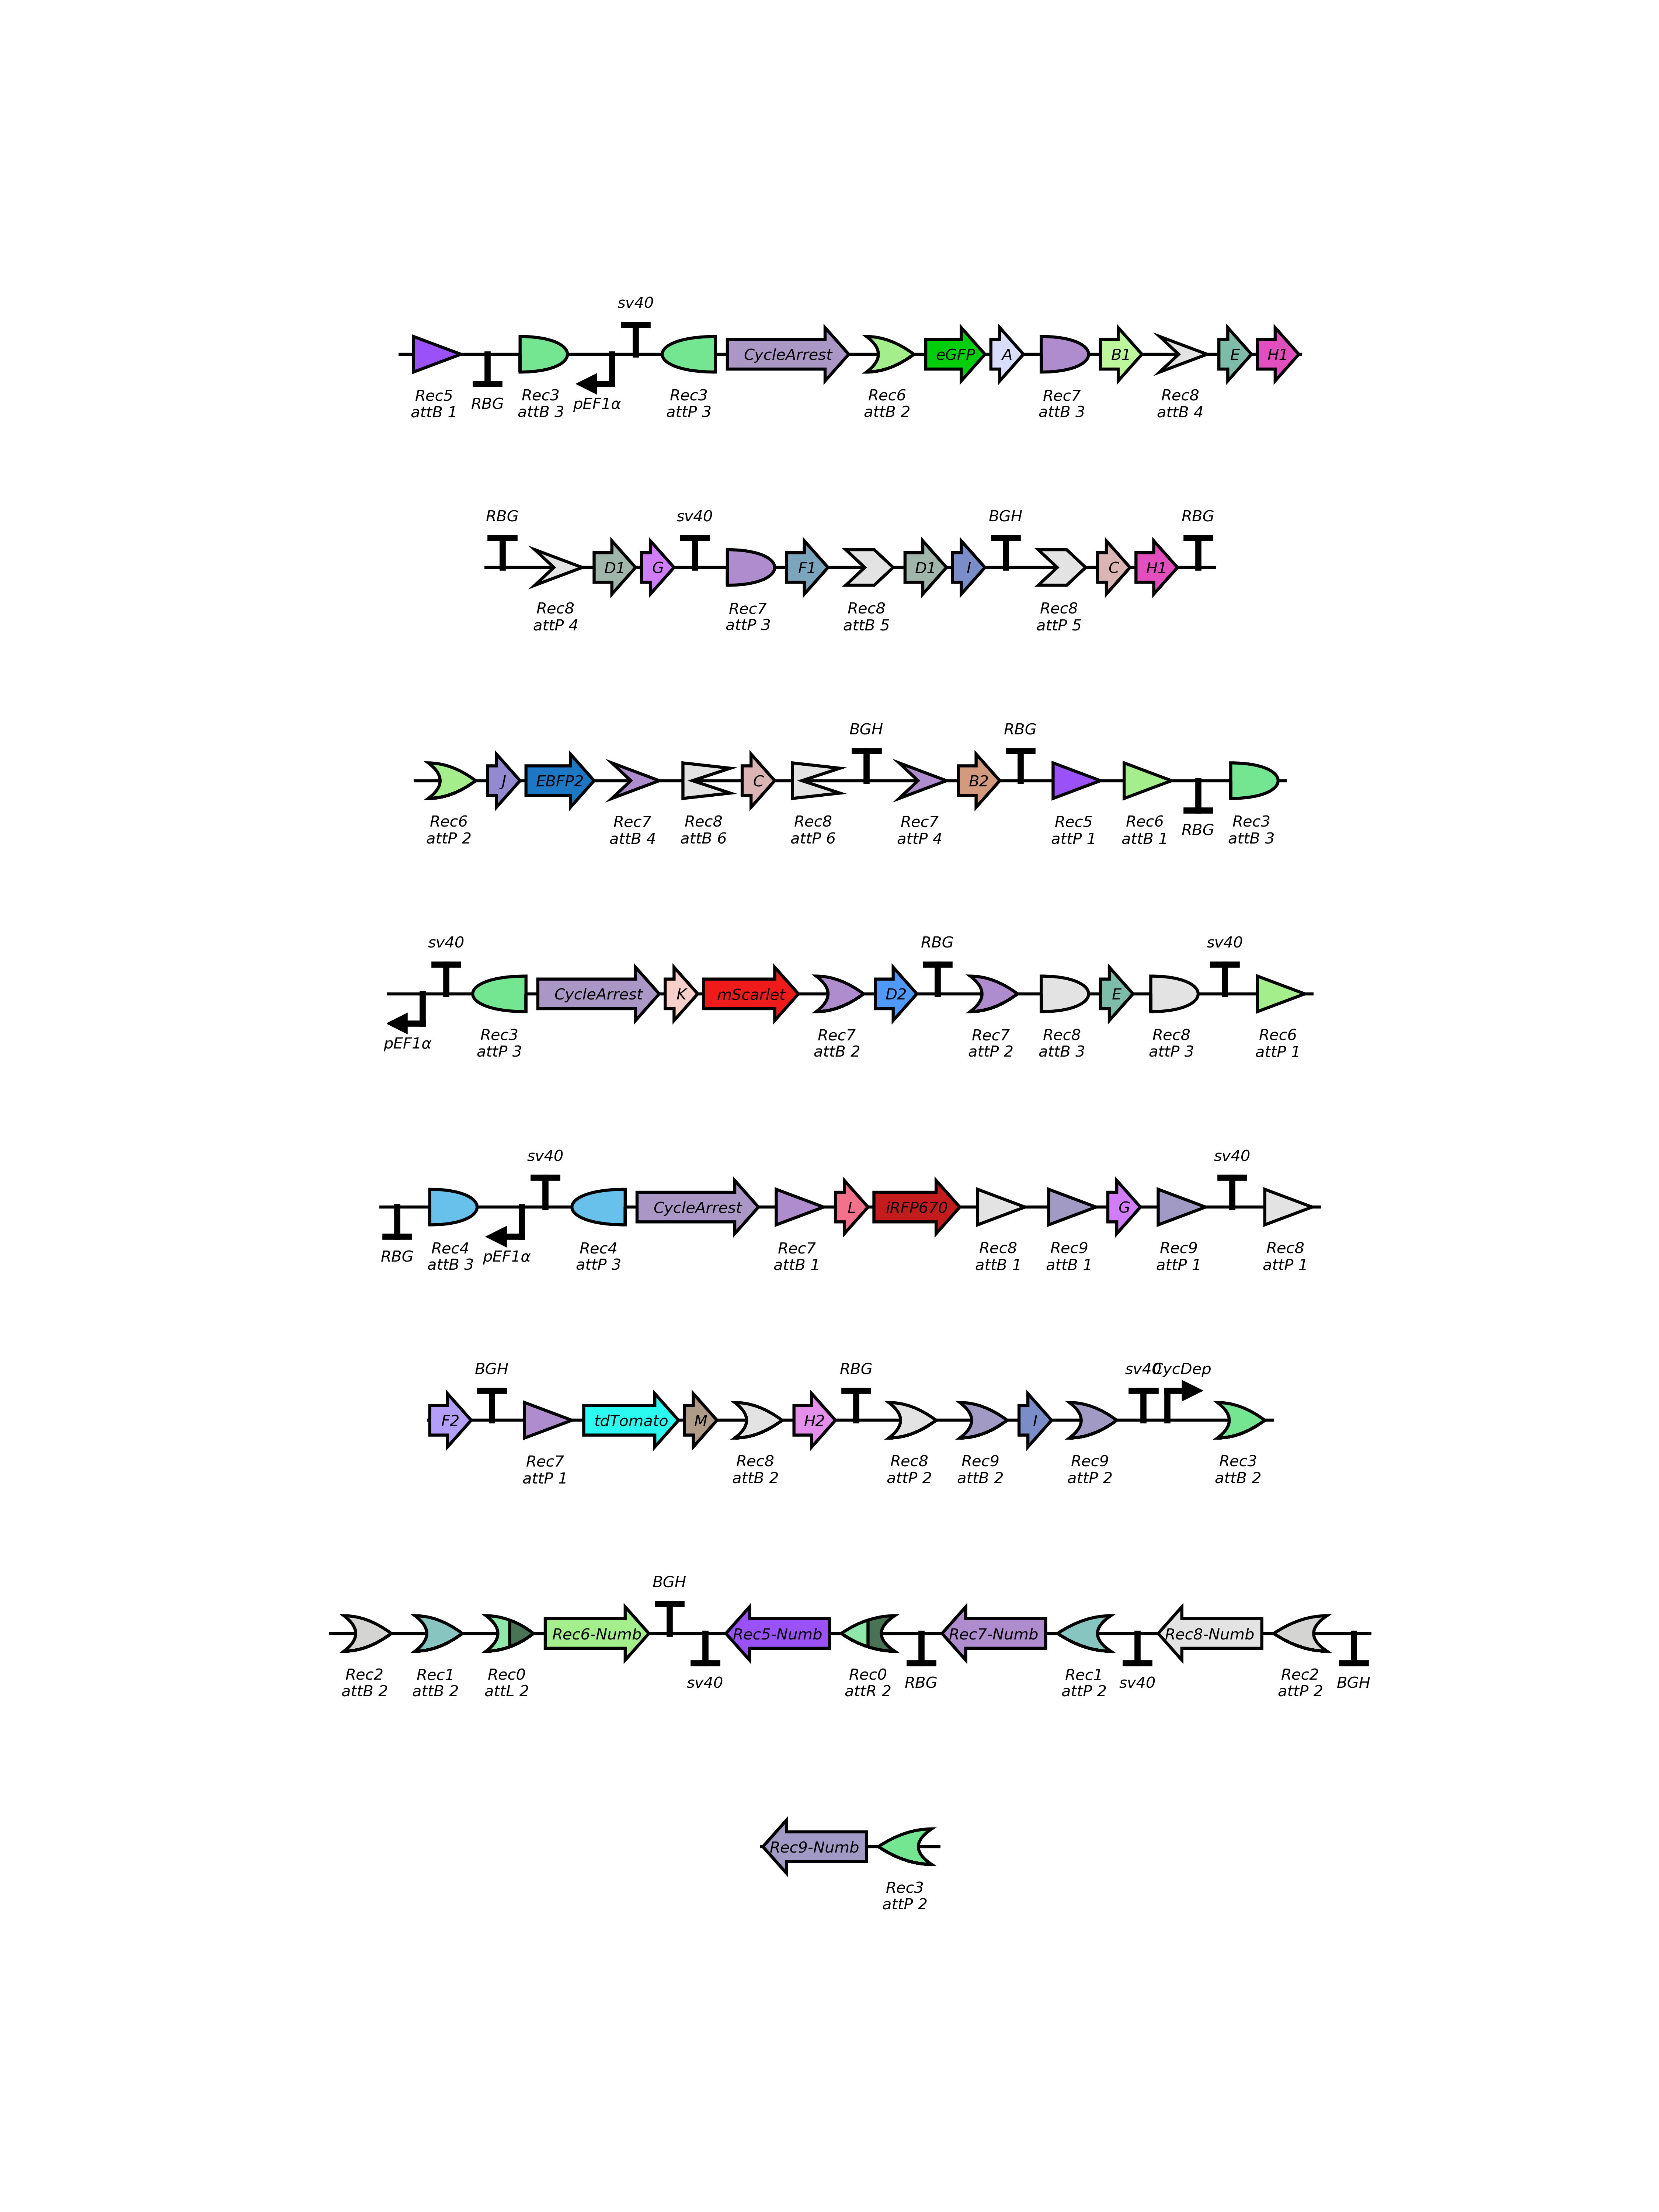 sv40
CycleArrest eGFP A B1 E H1
Rec5 RBG Rec3 pEF1α Rec3 Rec6 Rec7 Rec8
attB 1 attB 3 attP 3 attB 2 attB 3 attB 4
RBG sv40 BGH RBG
D1 G F1 D1 I C H1
Rec8 Rec7 Rec8 Rec8
attP 4 attP 3 attB 5 attP 5
BGH RBG
J EBFP2 C B2
Rec6 Rec7 Rec8 Rec8 Rec7 Rec5 Rec6 RBG Rec3
attP 2 attB 4 attB 6 attP 6 attP 4 attP 1 attB 1 attB 3
sv40 RBG sv40
CycleArrest K mScarlet D2 E
pEF1α Rec3 Rec7 Rec7 Rec8 Rec8 Rec6
attP 3 attB 2 attP 2 attB 3 attP 3 attP 1
sv40 sv40
CycleArrest L iRFP670 G
RBG Rec4 pEF1α Rec4 Rec7 Rec8 Rec9 Rec9 Rec8
attB 3 attP 3 attB 1 attB 1 attB 1 attP 1 attP 1
BGH RBG sv40 CycDep
F2 tdTomato M H2 I
Rec7 Rec8 Rec8 Rec9 Rec9 Rec3
attP 1 attB 2 attP 2 attB 2 attP 2 attB 2
BGH
Rec6-Numb Rec5-Numb Rec7-Numb Rec8-Numb
Rec2 Rec1 Rec0 sv40 Rec0 RBG Rec1 sv40 Rec2 BGH
attB 2 attB 2 attL 2 attR 2 attP 2 attP 2
Rec9-Numb
Rec3
attP 2